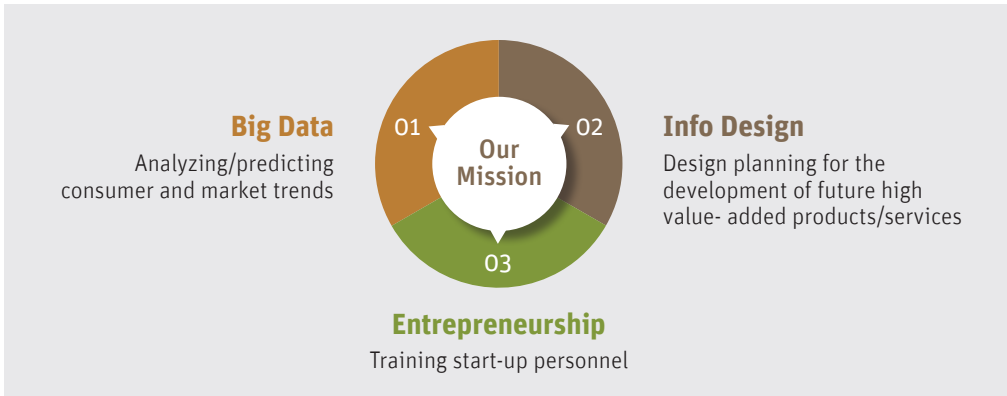 Big Data
Analyzing/predicting
consumer and market trends
01
Our
Mission
02
Info Design
Design planning for the
development of future high
value- added products/services
03
Entrepreneurship
Training start-up personnel